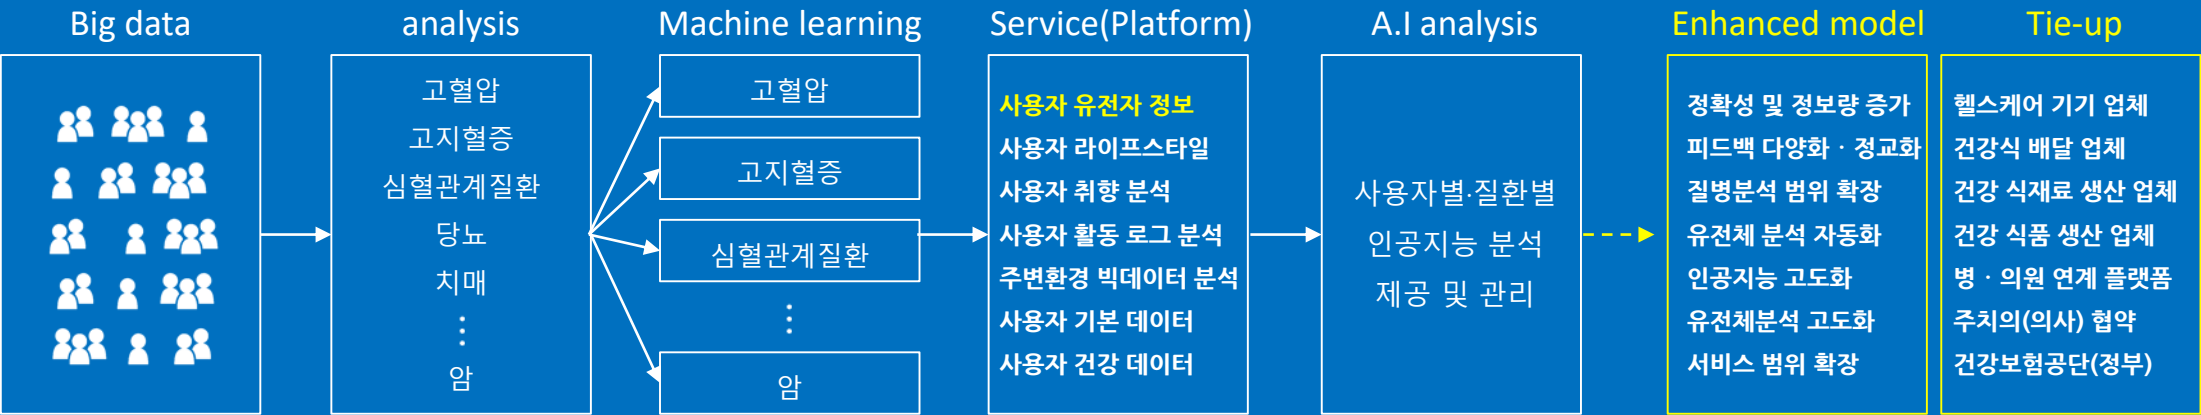 Big data
analysis
고혈압
고지혈증
심혈관계질환
당뇨
치매
⋮
암
Machine learning
고혈압
고지혈증
심혈관계질환
⋮
암
Service(Platform)
사용자 유전자 정보
사용자 라이프스타일
사용자 취향 분석
사용자 활동 로그 분석
주변환경 빅데이터 분석
사용자 기본 데이터
사용자 건강 데이터
A.I analysis
사용자별·질환별
인공지능 분석
제공 및 관리
Enhanced model
정확성 및 정보량 증가
피드백 다양화 · 정교화
질병분석 범위 확장
유전체 분석 자동화
인공지능 고도화
유전체분석 고도화
서비스 범위 확장
Tie-up
헬스케어 기기 업체
건강식 배달 업체
건강 식재료 생산 업체
건강 식품 생산 업체
병 · 의원 연계 플랫폼
주치의(의사) 협약
건강보험공단(정부)